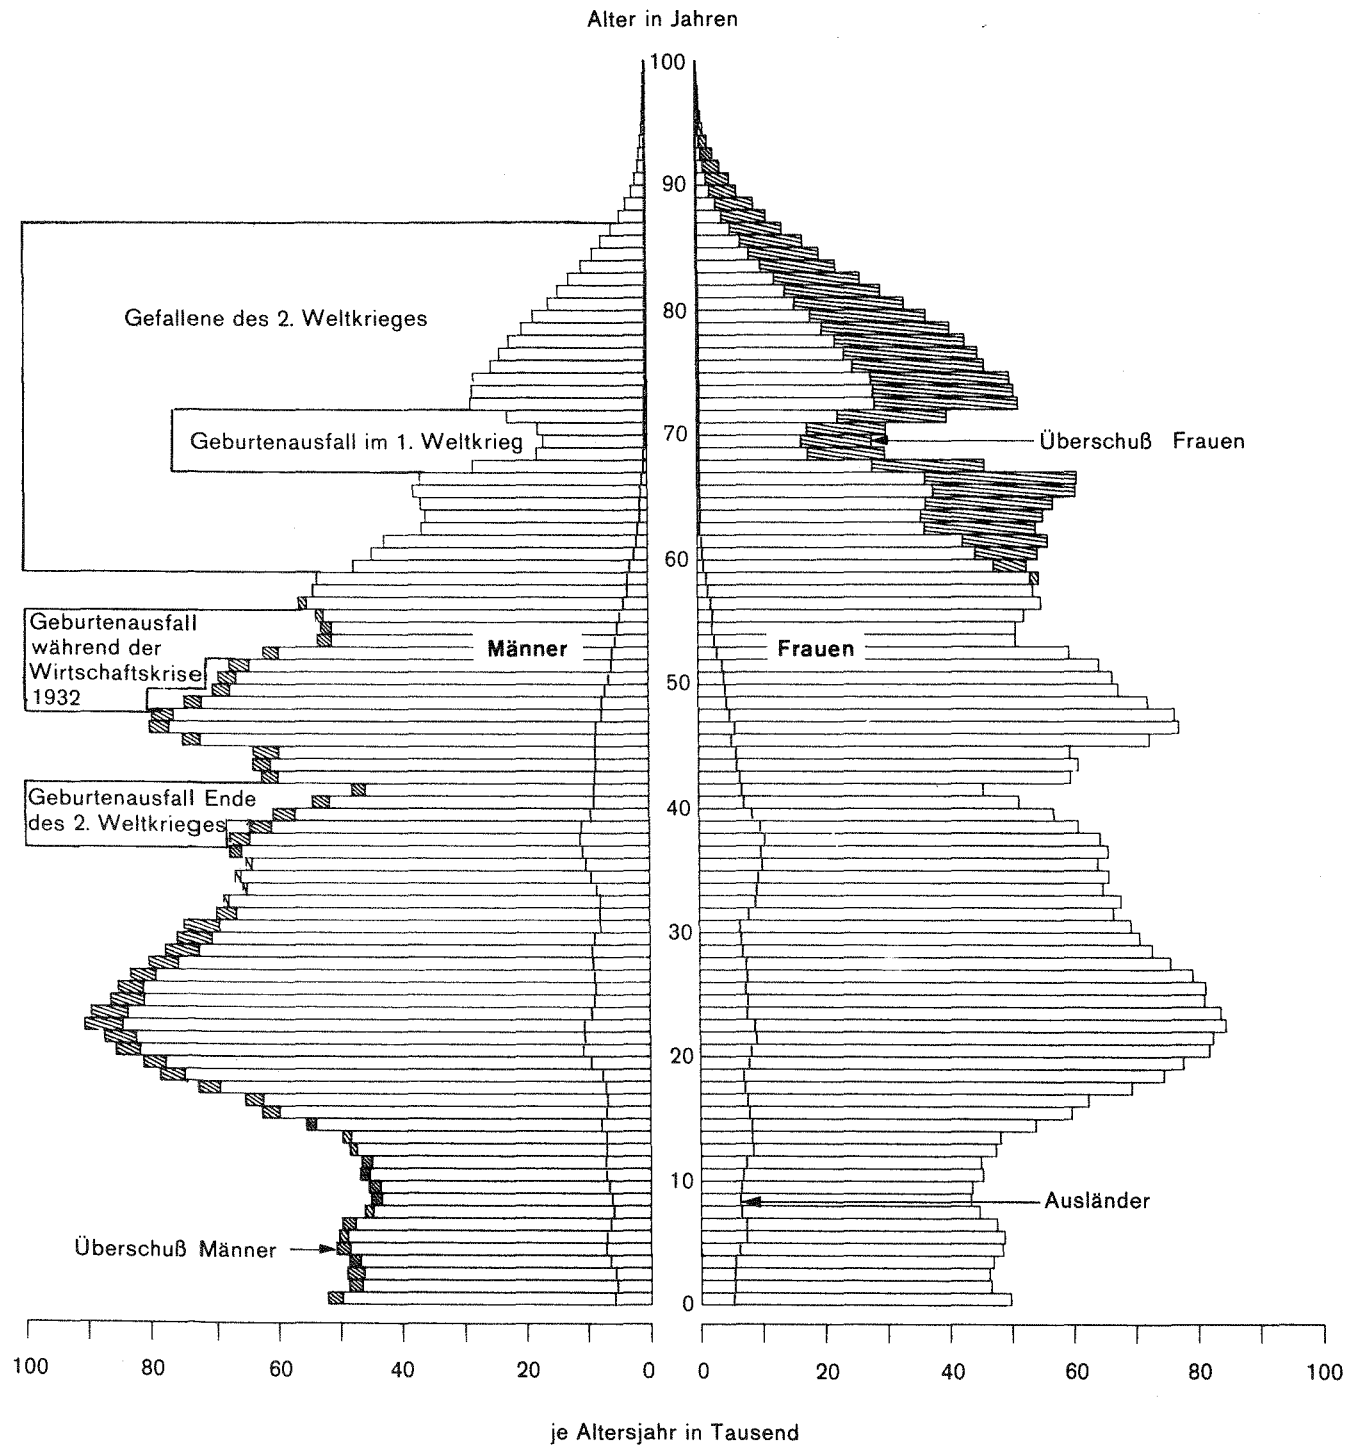 Alter in Jahren
100
90
80
Gefallene des 2. Weltkrieges
70
Geburtenausfall im 1. Weltkrieg
Überschuß Frauen
60
Geburtenausfall
während der
Wirtschaftskrise
1932
Männer
Frauen
50
Geburtenausfall Ende
des 2. Weltkrieges
40
30
20
10
Ausländer
Überschuß Männer
0
100 80 60 40 20 0 0 20 40 60 80 100
je Altersjahr in Tausend